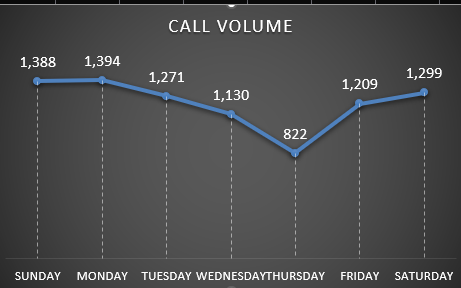 CALL VOLUME
1,388 1,394 1,271 1,130 822 1,209 1,299
SUNDAY MONDAY TUESDAY WEDNESDAY THURSDAY FRIDAY SATURDAY